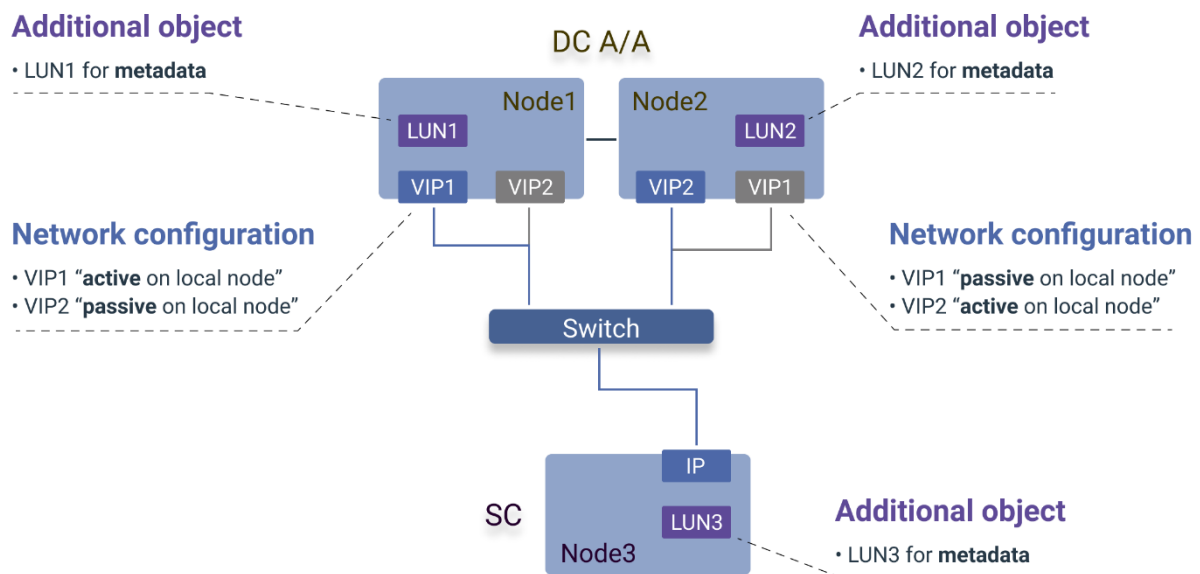 Additional object
• LUN1 for metadata
DC A/A
Additional object
• LUN2 for metadata
Node1
LUN1
VIP1
VIP2
Node2
LUN2
VIP2
VIP1
Network configuration
• VIP1 “active on local node”
• VIP2 “passive on local node”
Network configuration
• VIP1 “passive on local node”
• VIP2 “active on local node”
Switch
IP
SC
LUN3
Node3
Additional object
• LUN3 for metadata